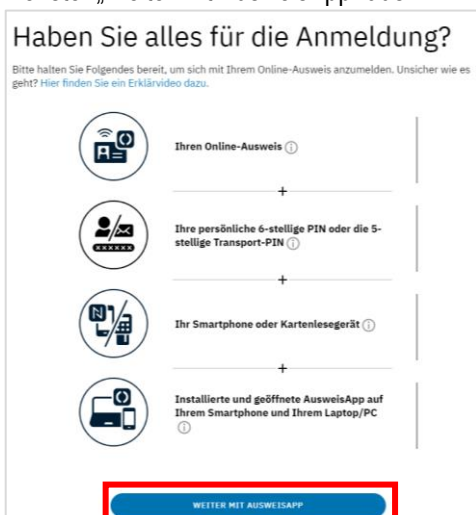 Haben Sie alles für die Anmeldung?
Bitte halten Sie Folgendes bereit, um sich mit Ihrem Online-Ausweis anzumelden. Unsicher wie es
geht? Hier finden Sie ein Erklärvideo dazu.
Ihren Online-Ausweis
+
Ihre persönliche 6-stellige PIN oder die 5-
stellige Transport-PIN
+
Ihr Smartphone oder Kartenlesegerät
+
Installierte und geöffnete AusweisApp auf
Ihrem Smartphone und Ihrem Laptop/PC
WEITER MIT AUSWEISAPP